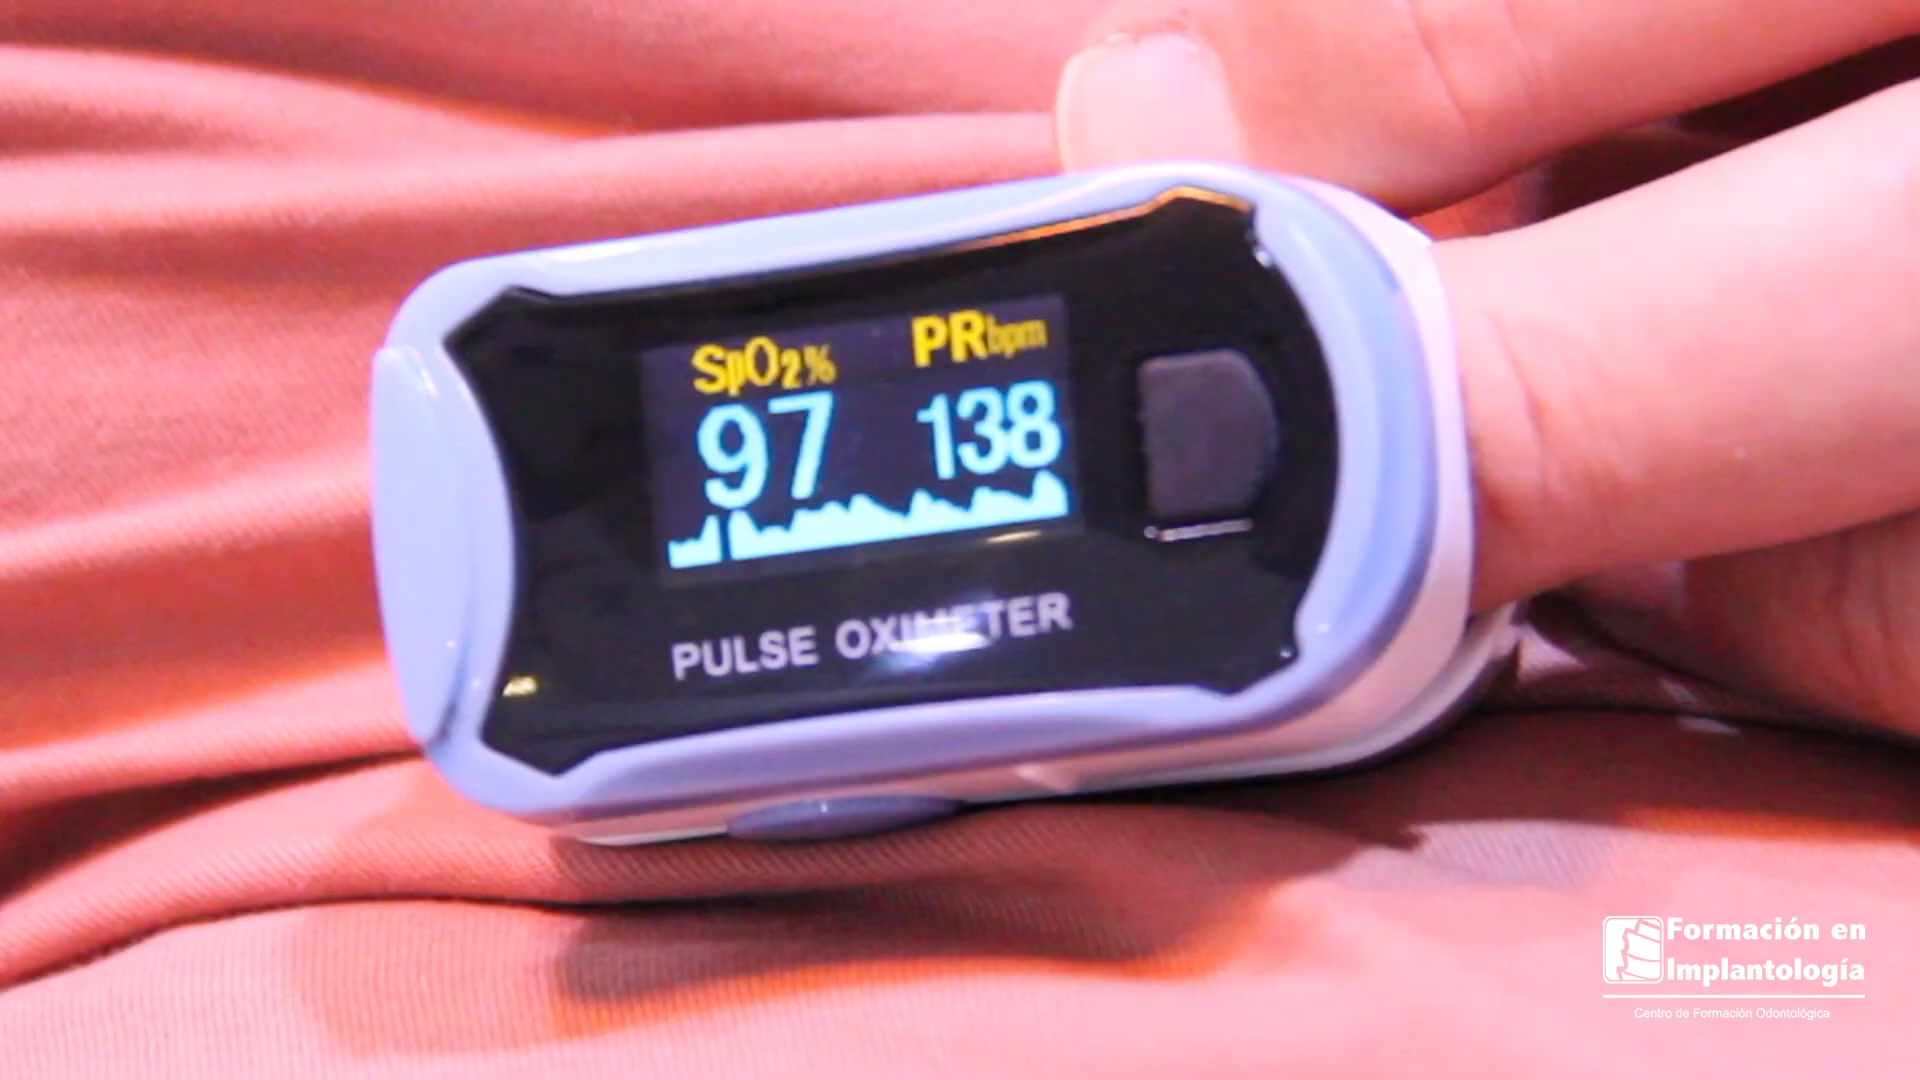 SpO2% PRbpm
97 138
PULSE OXIMETER
Formación en
Implantología
Centro de Formación Odontológica